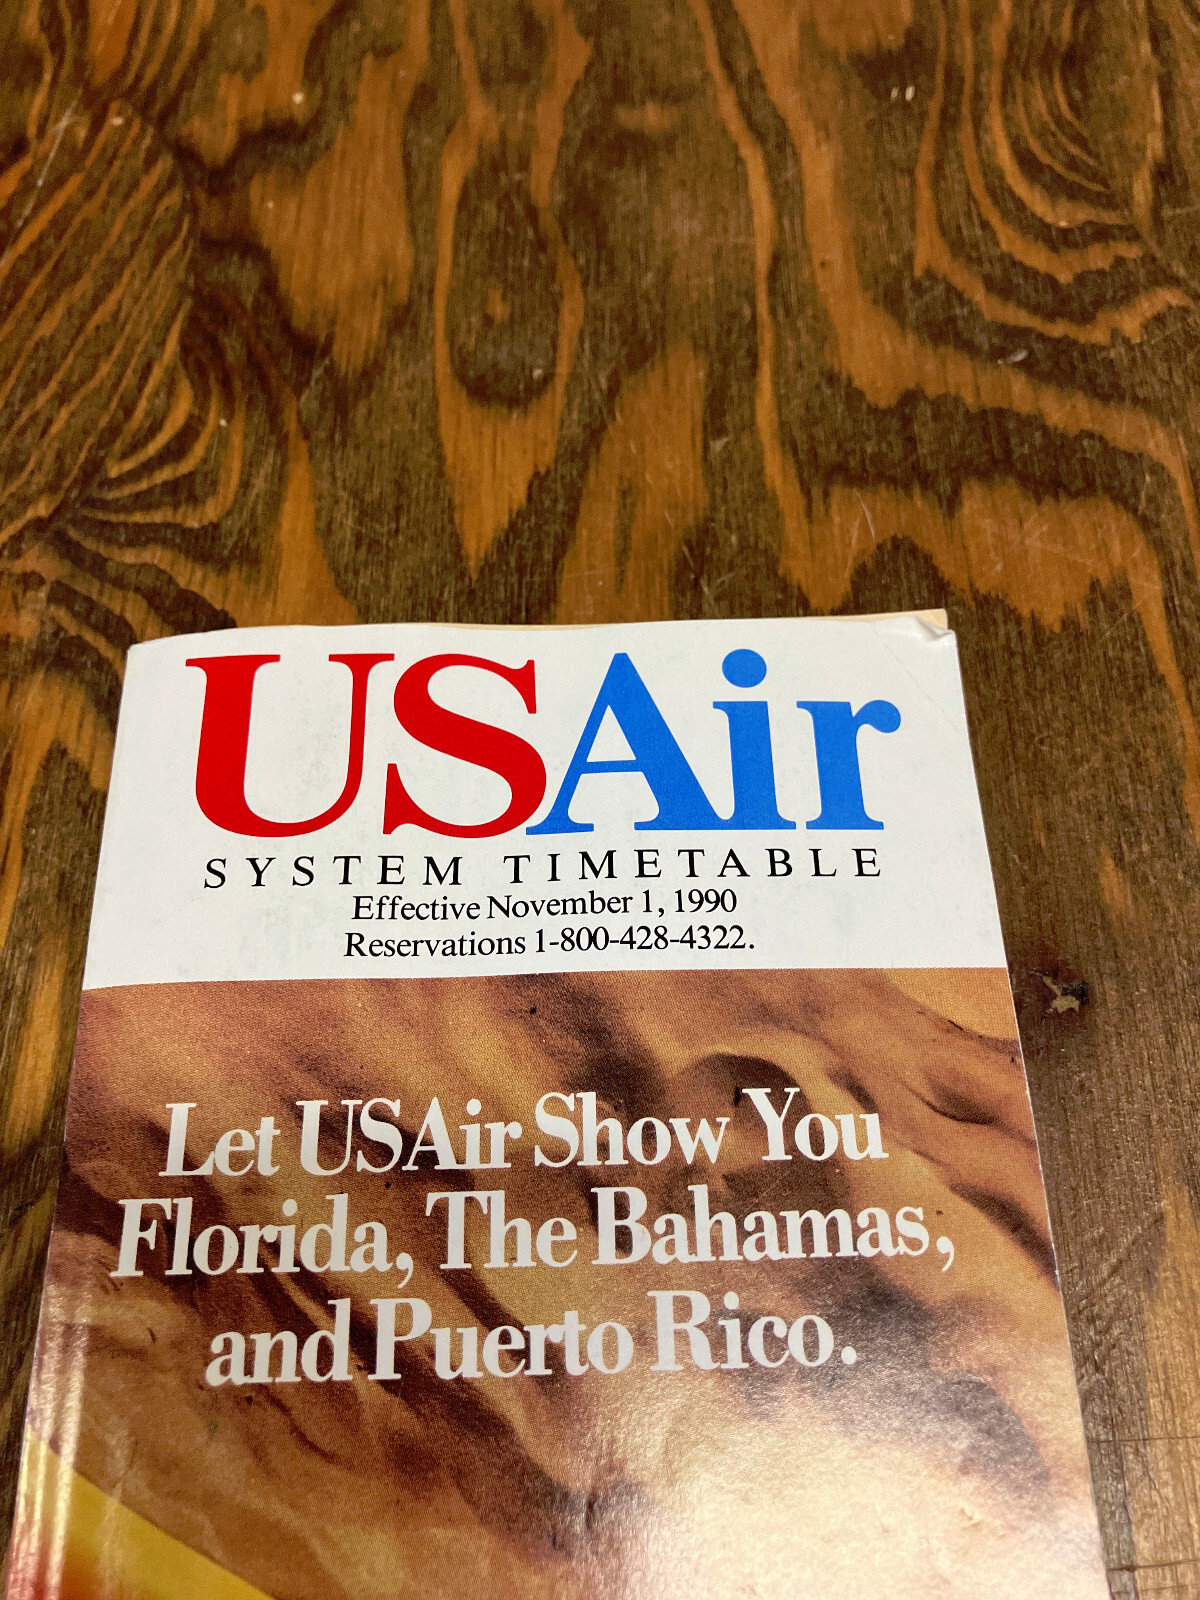 USAir
SYSTEM TIMETABLE
Effective November 1, 1990
Reservations 1-800-428-4322.
Let USAir Show You
Florida, The Bahamas,
and Puerto Rico.